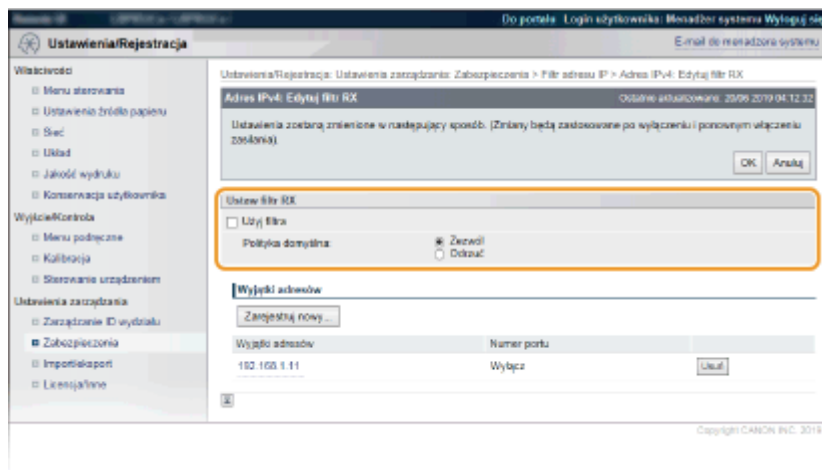 Do portalu Login użytkownika: Menadżer systemu Wyloguj się
Ustawienia/Rejestracja
E-mail do menadżera systemu
Właściwości
Menu sterowania
Ustawienia źródła papieru
Sieć
Układ
Jakość wydruku
Konserwacja użytkownika
Wyjście/Kontrola
Menu podręczne
Kalibracja
Sterowanie urządzeniem
Ustawienia zarządzania
Zarządzanie ID wydziału
Zabezpieczenia
Import/eksport
Licencja/Inne
Ustawienia/Rejestracja: Ustawienia zarządzania: Zabezpieczenia > Filtr adresu IP > Adres IPv4: Edytuj filtr RX
Adres IPv4: Edytuj filtr RX
Ostatnio aktualizowane: 20/06 2019 04:12:32
Ustawienia zostaną zmienione w następujący sposób. (Zmiany będą zastosowane po wyłączeniu i ponownym włączeniu
zasilania).
OK Anuluj
Ustaw filtr RX
Użyj filtra
Polityka domyślna: Zezwól
Odrzuć
Wyjątki adresów
Zarejestruj nowy...
Wyjątki adresów Numer portu
192.168.1.11 Wyłącz Usuń
Copyright CANON INC. 2019